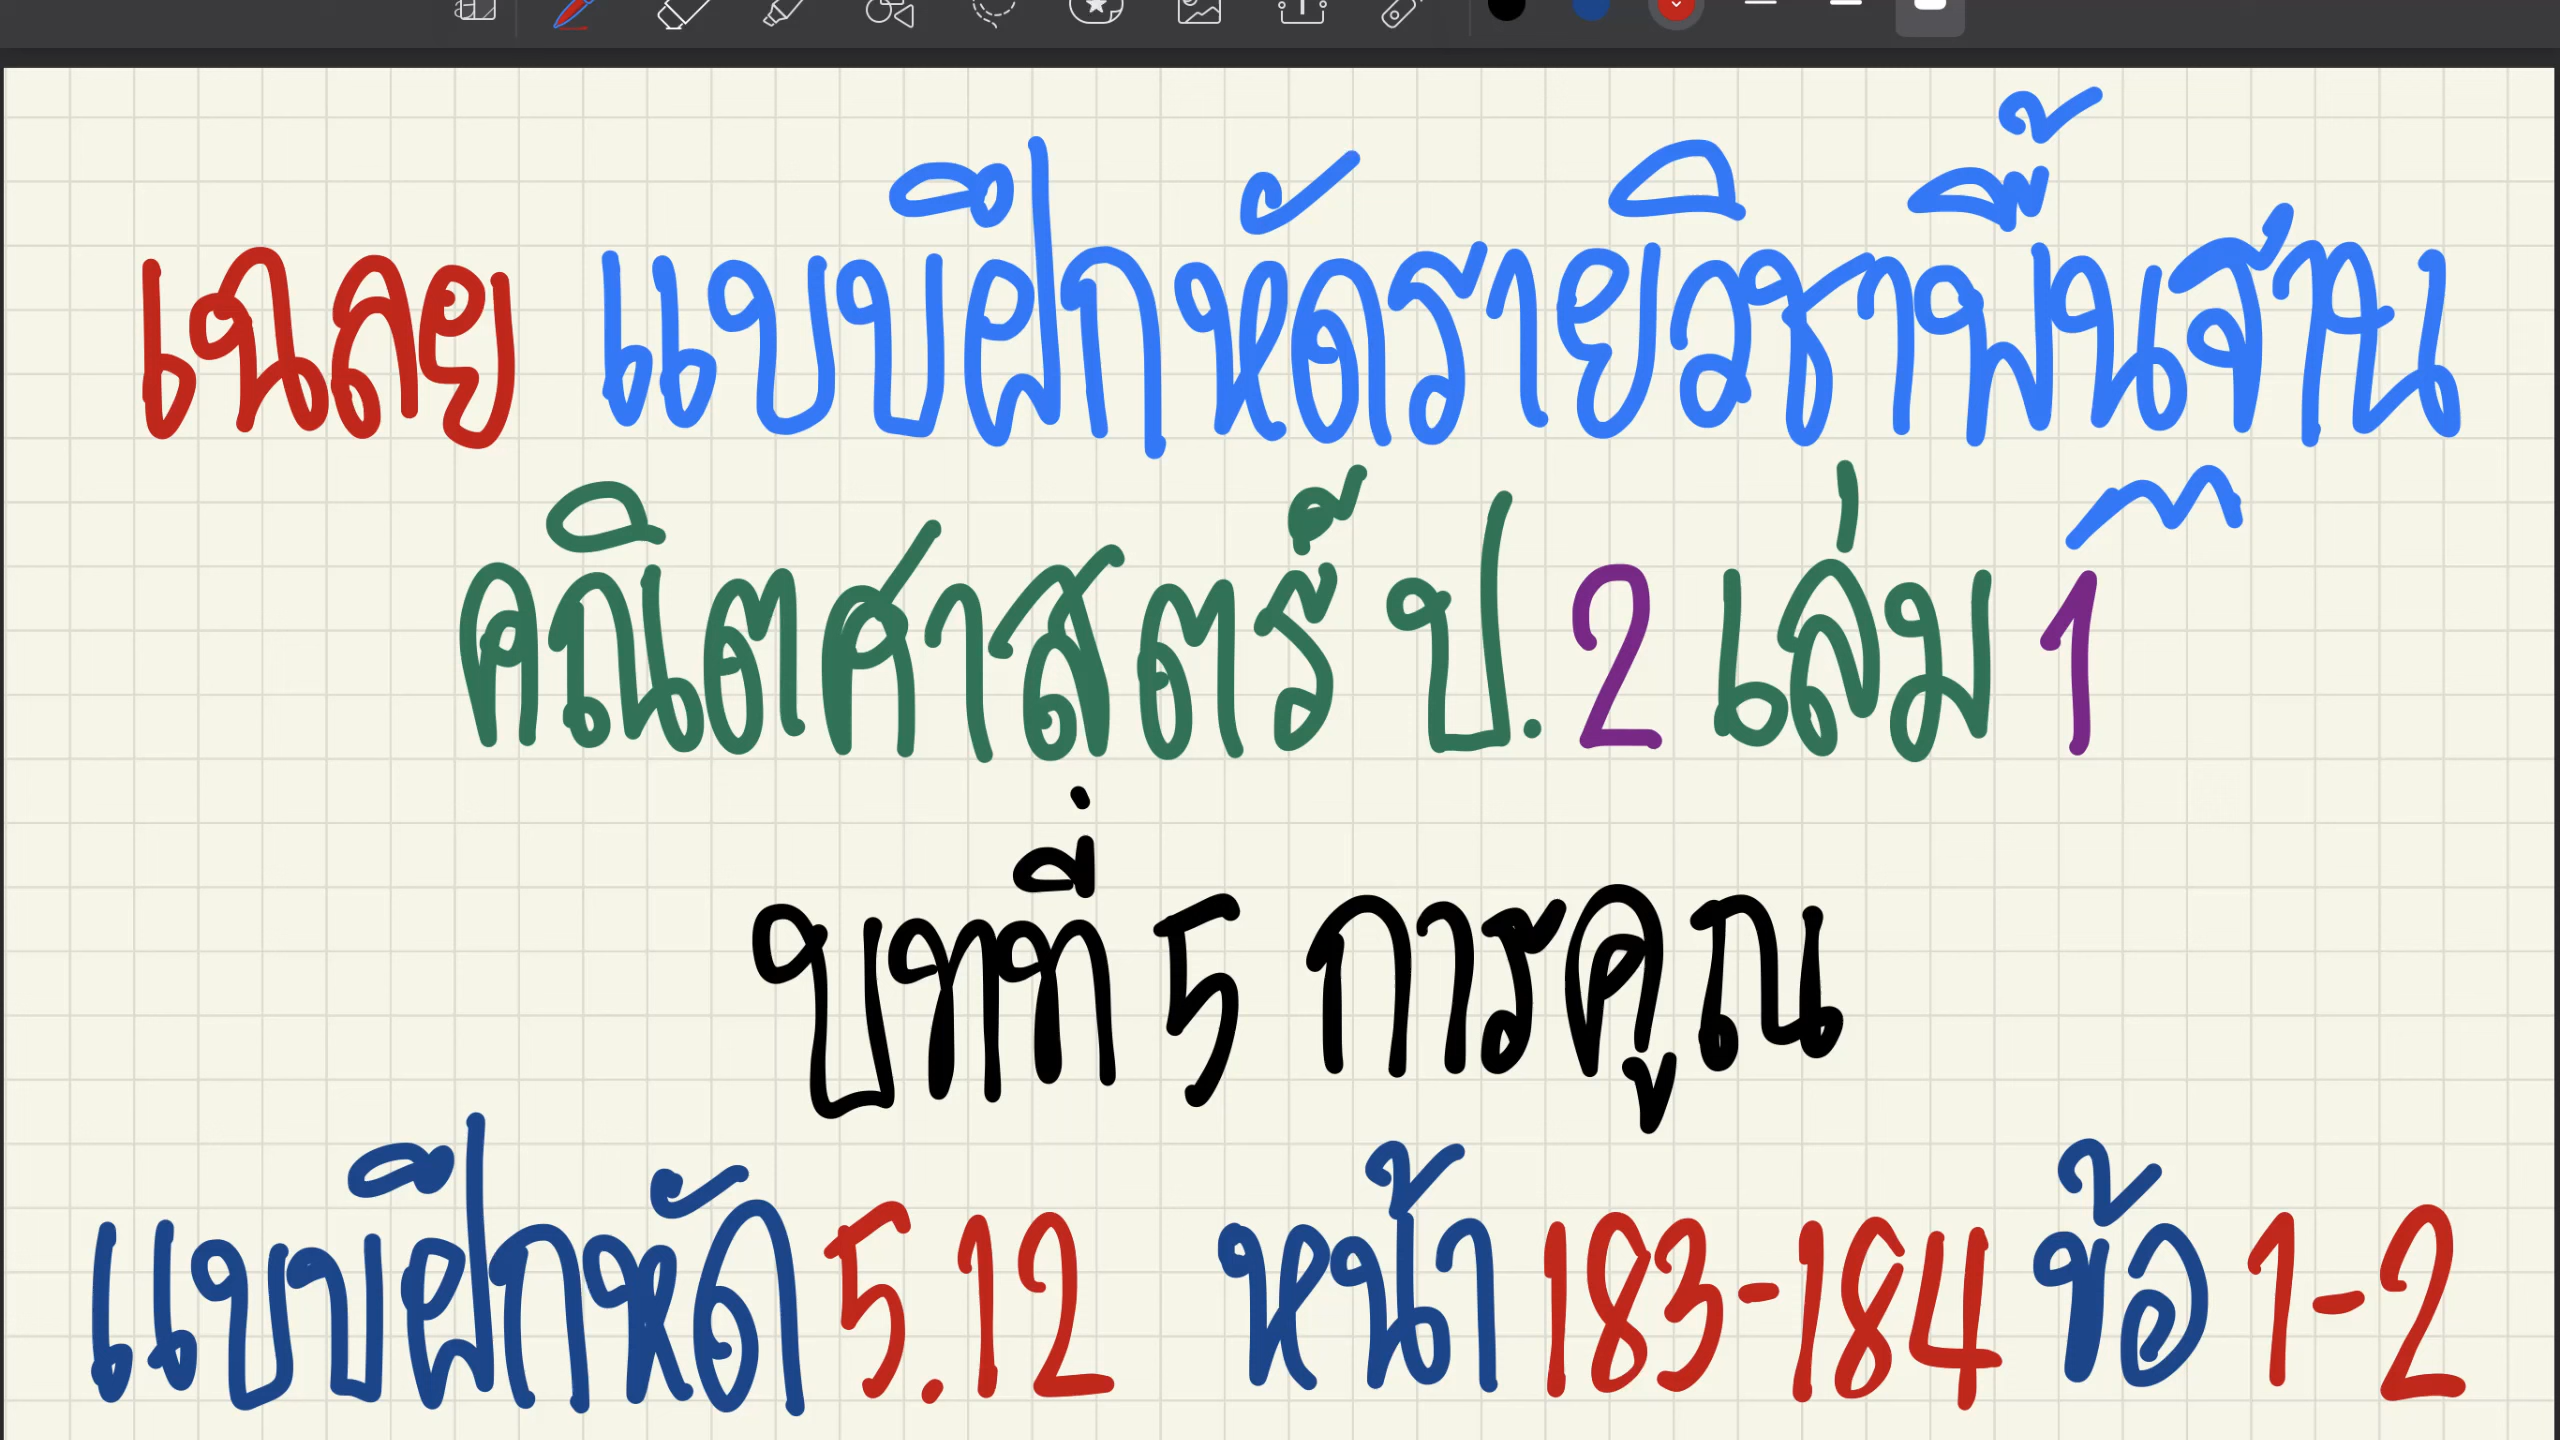 เฉลย แบบฝึกหัดรายวิชาพื้นฐาน
คณิตศาสตร์ ป.2 เล่ม 1
บทที่ 5 การคูณ
แบบฝึกหัด 5.12 หน้า 183-184 ข้อ 1-2